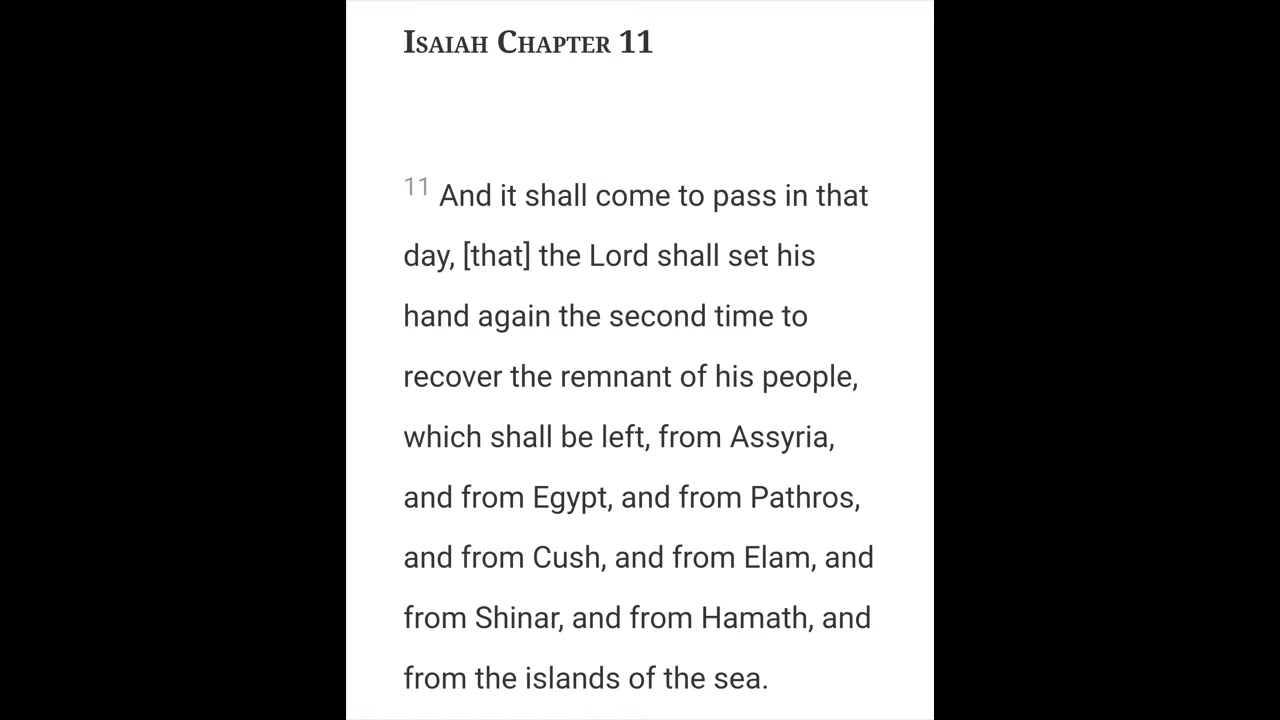 Isaiah Chapter 11
11 And it shall come to pass in that
day, [that] the Lord shall set his
hand again the second time to
recover the remnant of his people,
which shall be left, from Assyria,
and from Egypt, and from Pathros,
and from Cush, and from Elam, and
from Shinar, and from Hamath, and
from the islands of the sea.